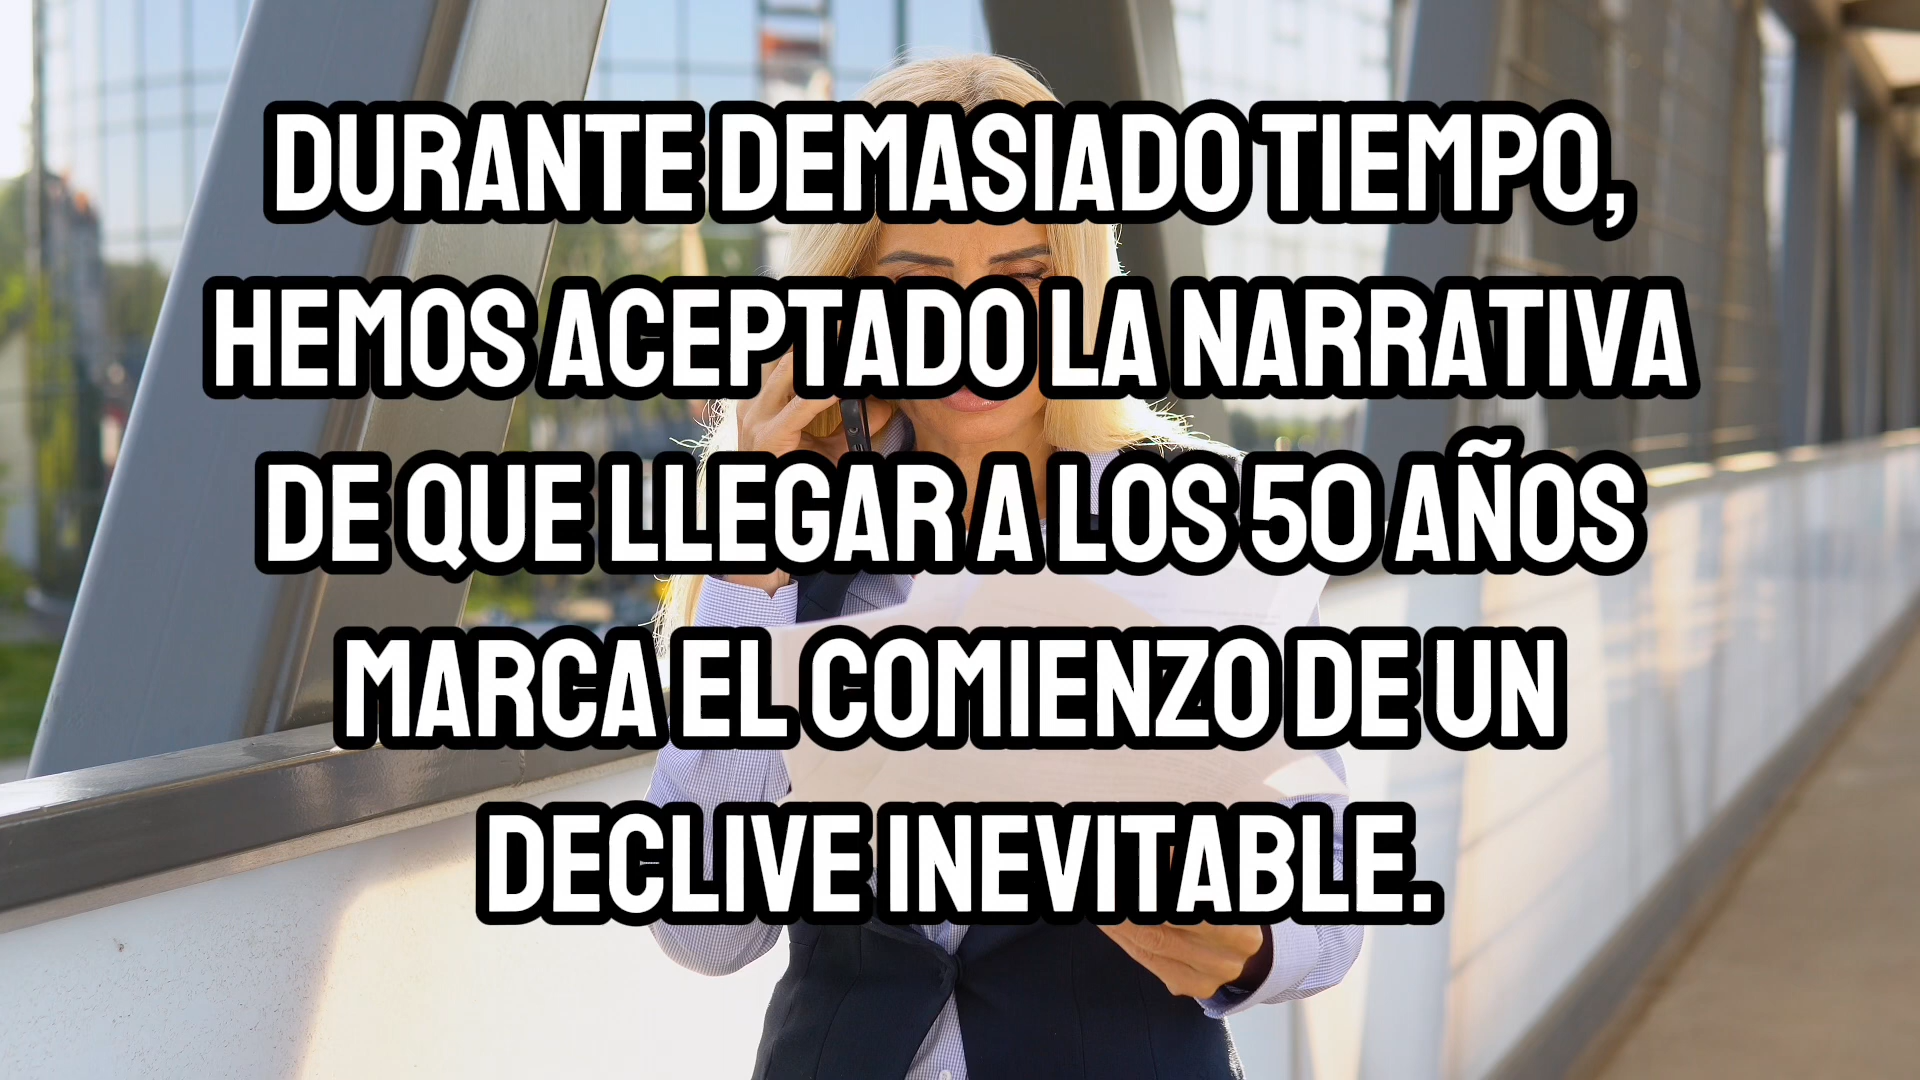 DURANTE DEMASIADO TIEMPO,
HEMOS ACEPTADO LA NARRATIVA
DE QUE LLEGAR A LOS 50 AÑOS
MARCA EL COMIENZO DE UN
DECLIVE INEVITABLE.